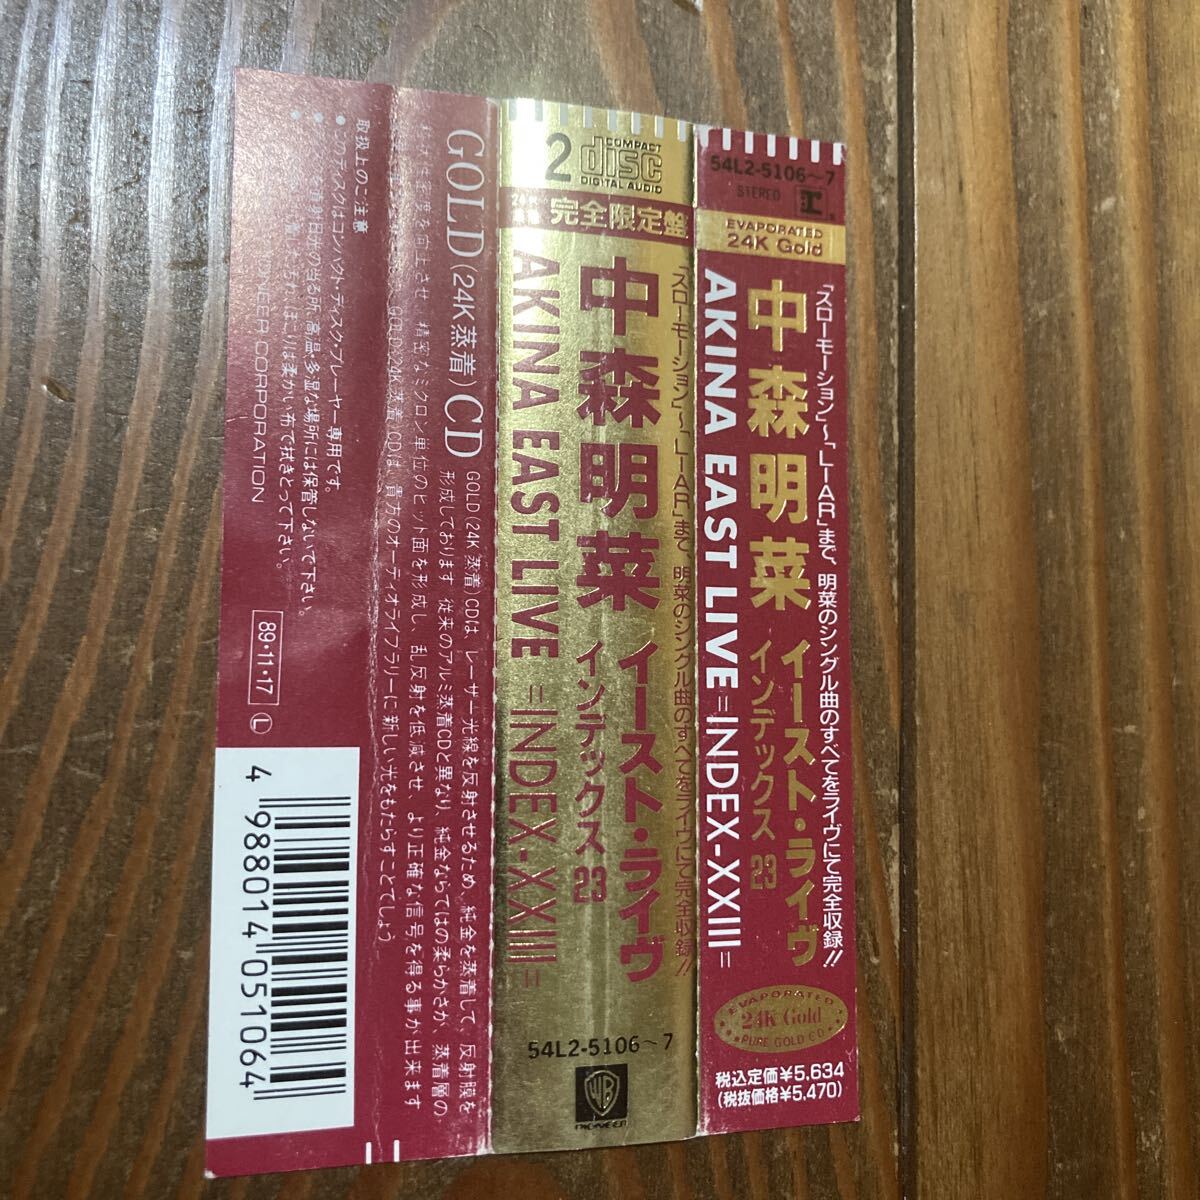 54L2-5106～7
STEREO
EVAPORATED
24K Gold
「スローモーション」～「LIAR」まで、明菜のシングル曲のすべてをライヴにて完全収録!!
中森明菜 イースト・ライヴ
インデックス 23
AKINA EAST LIVE =INDEX-XXIII=
EVAPORATED
24K Gold
PURE GOLD CD
税込定価¥5,634
(税抜価格¥5,470)
2
COMPACT
disc
DIGITAL AUDIO
完全限定盤
「スローモーション」～「LIAR」まで、明菜のシングル曲のすべてをライヴにて完全収録!!
中森明菜 イースト・ライヴ
インデックス 23
AKINA EAST LIVE =INDEX-XXIII=
54L2-5106～7
PIONEER
GOLD(24K蒸着)CD
GOLD(24K蒸着)CDは、レーザー光線を反射させるため、純金を蒸着して、反射膜を
形成しております 従来のアルミ蒸着CDと異なり、純金ならではの柔らかさが、蒸着層の
を向上させ 精密なミクロン単位のピット面を形成し、乱反射を低減させ、より正確な信号を得る事が出来ます
GOLD(24K蒸着)CDは、貴方のオーディオライブラリーに新しい光をもたらすことでしょう
取扱上のご注意
●このディスクはコンパクト・ディスク・プレーヤー専用です。
●直射日光の当る所、高温・多湿な場所には保管しないで下さい。
ほこりは柔かい布で拭きとって下さい。
CORPORATION
89・11・17
L
4 988014 051064